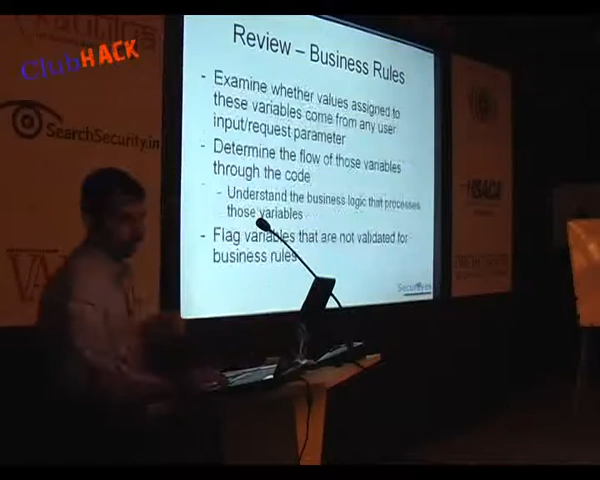 ClubHACK
SearchSecurity.in
Review – Business Rules
- Examine whether values assigned to
these variables come from any user
input/request parameter
- Determine the flow of those variables
through the code
- Understand the business logic that processes
those variables
- Flag variables that are not validated for
business rules
ISACA